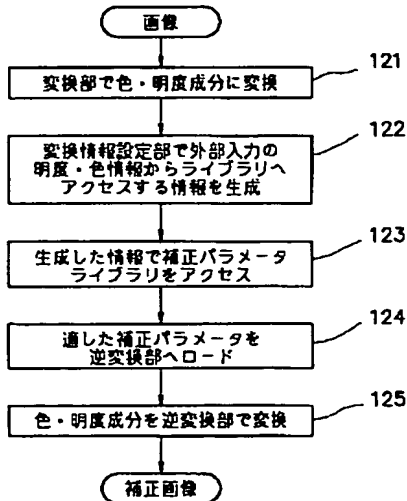 画像
変換部で色・明度成分に変換
121
変換情報設定部で外部入力の
明度・色情報からライブラリへ
アクセスする情報を生成
122
生成した情報で補正パラメータ
ライブラリをアクセス
123
適した補正パラメータを
逆変換部へロード
124
色・明度成分を逆変換部で変換
125
補正画像